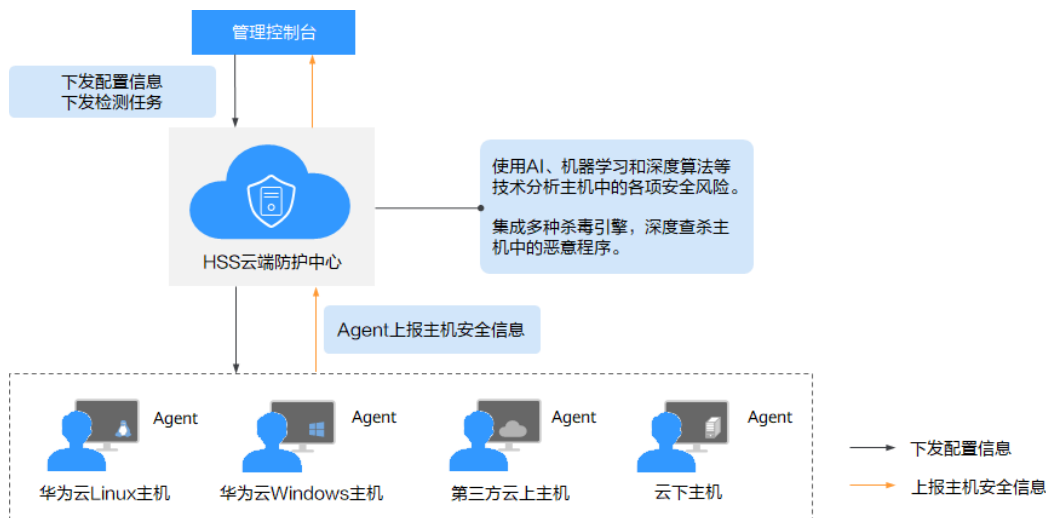 管理控制台
下发配置信息
下发检测任务
使用AI、机器学习和深度算法等
技术分析主机中的各项安全风险。
集成多种杀毒引擎，深度查杀主
机中的恶意程序。
HSS云端防护中心
Agent上报主机安全信息
Agent
Agent
Agent
Agent
华为云Linux主机
华为云Windows主机
第三方云上主机
云下主机
下发配置信息
上报主机安全信息